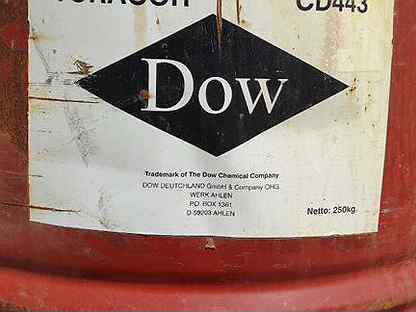 CD443
Dow
Trademark of The Dow Chemical Company
DOW DEUTCHLAND GmbH & Company OHG
WERK AHLEN
P.O. BOX 1361
D-59203 AHLEN
Netto: 250kg